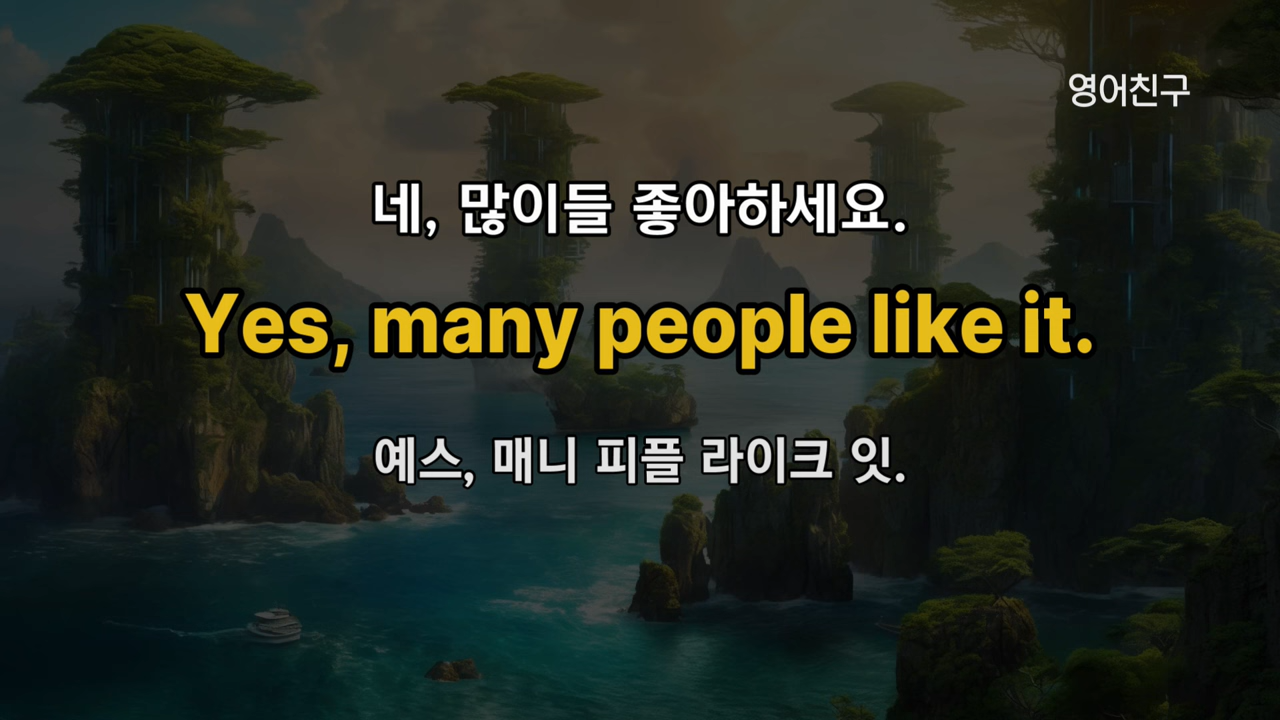 영어친구
네, 많이들 좋아하세요.
Yes, many people like it.
예스, 매니 피플 라이크 잇.